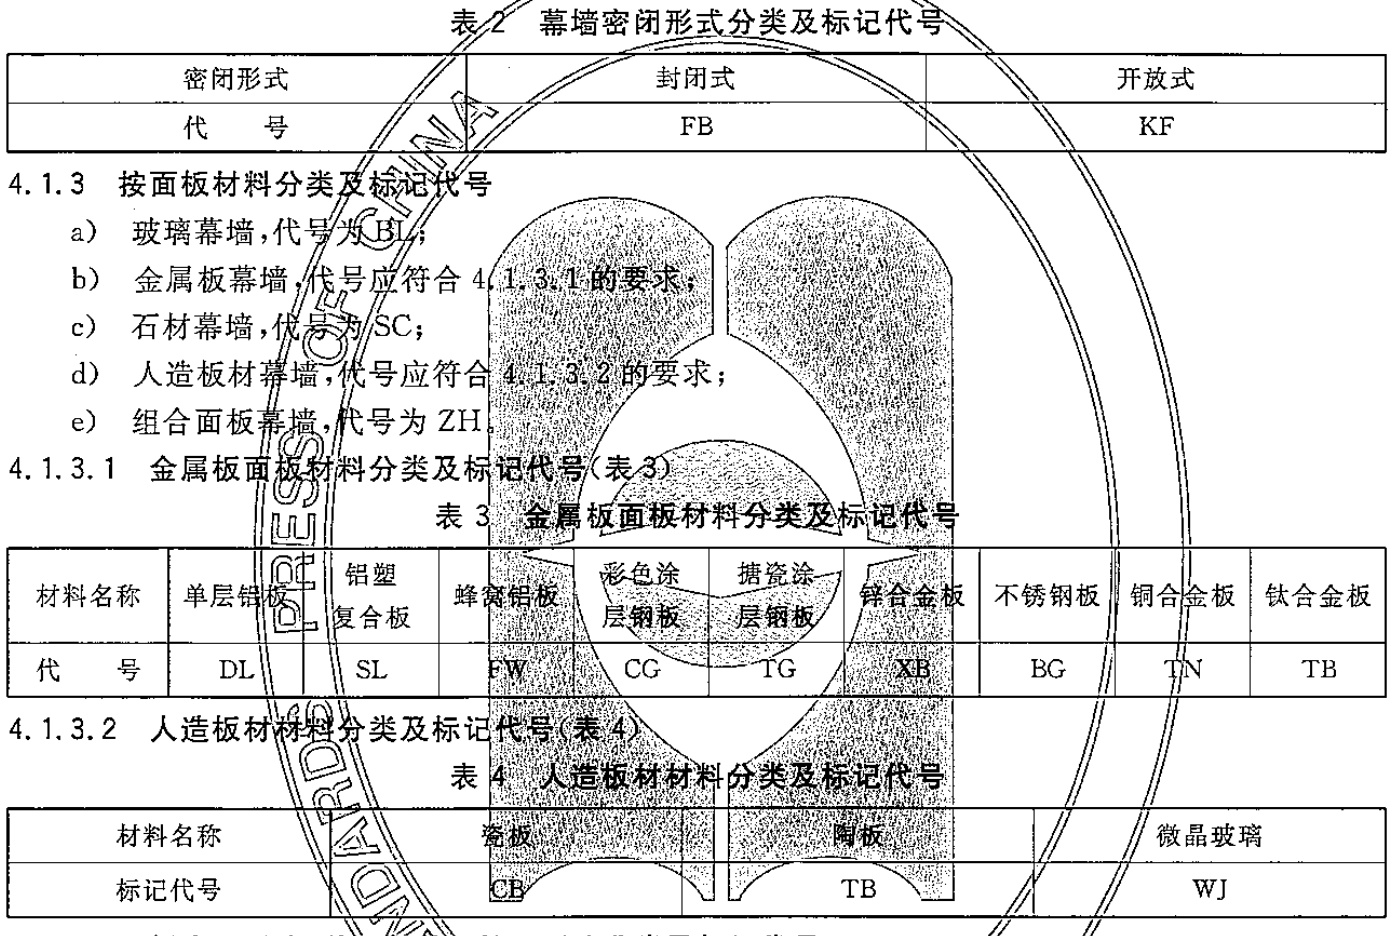 表 2 幕墙密闭形式分类及标记代号
密闭形式 封闭式 开放式
代 号 FB KF
4.1.3 按面板材料分类及标记代号
a) 玻璃幕墙,代号为 BL;
b) 金属板幕墙,代号应符合 4.1.3.1 的要求;
c) 石材幕墙,代号为 SC;
d) 人造板材幕墙,代号应符合 4.1.3.2 的要求;
e) 组合面板幕墙,代号为 ZH。
4.1.3.1 金属板面板材料分类及标记代号(表 3)
表 3 金属板面板材料分类及标记代号
材料名称 单层铝板 铝塑复合板 蜂窝铝板 彩色涂层钢板 搪瓷涂层钢板 锌合金板 不锈钢板 铜合金板 钛合金板
代 号 DL SL FW CG TG XB BG TN TB
4.1.3.2 人造板材材料分类及标记代号(表 4)
表 4 人造板材材料分类及标记代号
材料名称 瓷板 陶板 微晶玻璃
标记代号 CB TB WJ
NDARDS PRESS OF CHINA